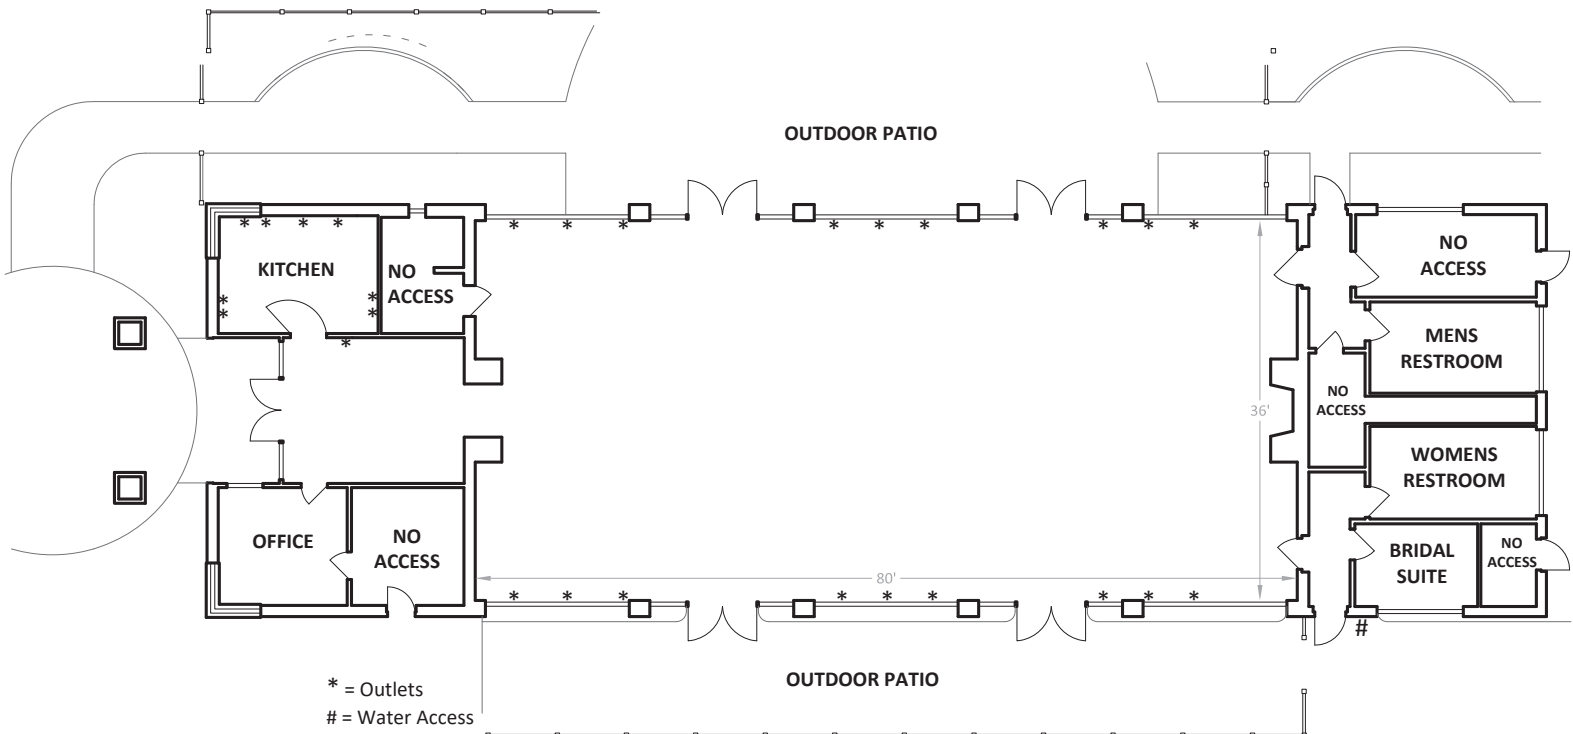 OUTDOOR PATIO
* * * *
* * * * * * * * *
KITCHEN
NO
ACCESS
NO
ACCESS
*
*
*
*
*
MENS
RESTROOM
36'
NO
ACCESS
WOMENS
RESTROOM
OFFICE
NO
ACCESS
BRIDAL
SUITE
NO
ACCESS
80'
* * * * * * * * *
#
OUTDOOR PATIO
* = Outlets
# = Water Access